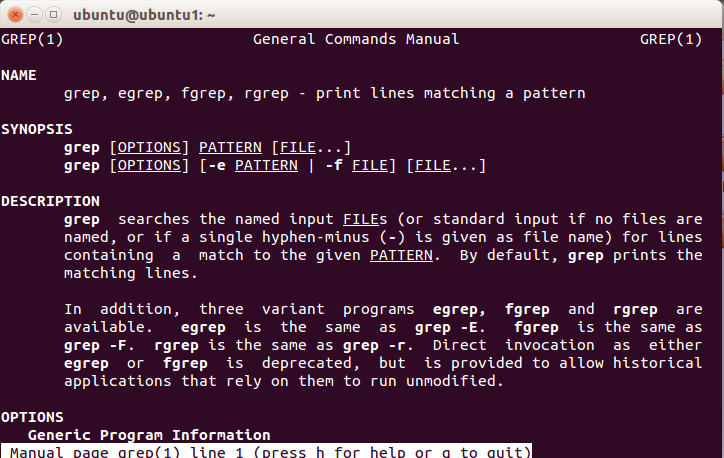 ubuntu@ubuntu1: ~
GREP(1) General Commands Manual GREP(1)
NAME
grep, egrep, fgrep, rgrep - print lines matching a pattern
SYNOPSIS
grep [OPTIONS] PATTERN [FILE...]
grep [OPTIONS] [-e PATTERN | -f FILE] [FILE...]
DESCRIPTION
grep searches the named input FILEs (or standard input if no files are
named, or if a single hyphen-minus (-) is given as file name) for lines
containing a match to the given PATTERN. By default, grep prints the
matching lines.
In addition, three variant programs egrep, fgrep and rgrep are
available. egrep is the same as grep -E. fgrep is the same as
grep -F. rgrep is the same as grep -r. Direct invocation as either
egrep or fgrep is deprecated, but is provided to allow historical
applications that rely on them to run unmodified.
OPTIONS
Generic Program Information
Manual page grep(1) line 1 (press h for help or q to quit)